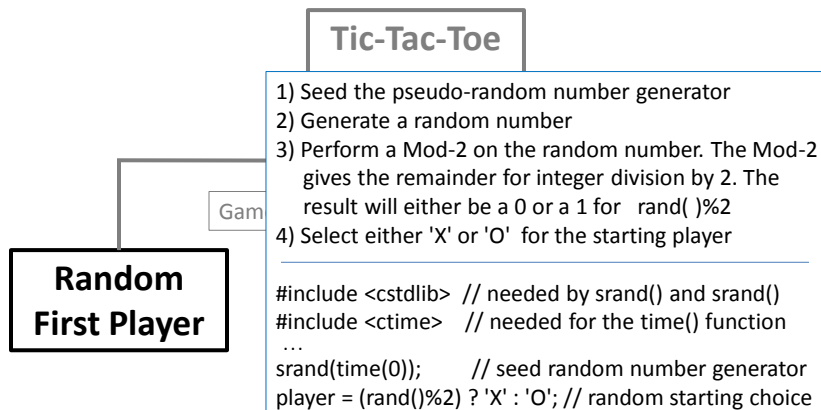 Tic-Tac-Toe
1) Seed the pseudo-random number generator
2) Generate a random number
3) Perform a Mod-2 on the random number. The Mod-2
gives the remainder for integer division by 2. The
result will either be a 0 or a 1 for rand( )%2
4) Select either 'X' or 'O' for the starting player
Gam
Random
First Player
#include <cstdlib> // needed by srand() and srand()
#include <ctime> // needed for the time() function
…
srand(time(0)); // seed random number generator
player = (rand()%2) ? 'X' : 'O'; // random starting choice